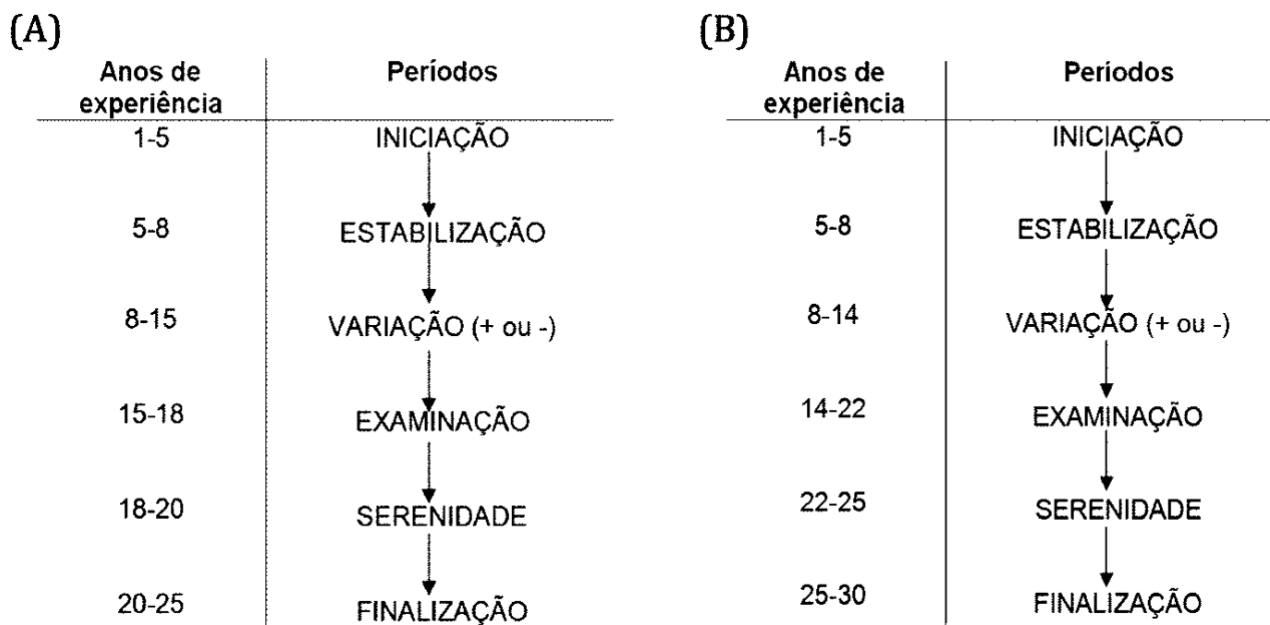 (A)
Anos de experiência Períodos
1-5 INICIAÇÃO
5-8 ESTABILIZAÇÃO
8-15 VARIAÇÃO (+ ou -)
15-18 EXAMINAÇÃO
18-20 SERENIDADE
20-25 FINALIZAÇÃO
(B)
Anos de experiência Períodos
1-5 INICIAÇÃO
5-8 ESTABILIZAÇÃO
8-14 VARIAÇÃO (+ ou -)
14-22 EXAMINAÇÃO
22-25 SERENIDADE
25-30 FINALIZAÇÃO